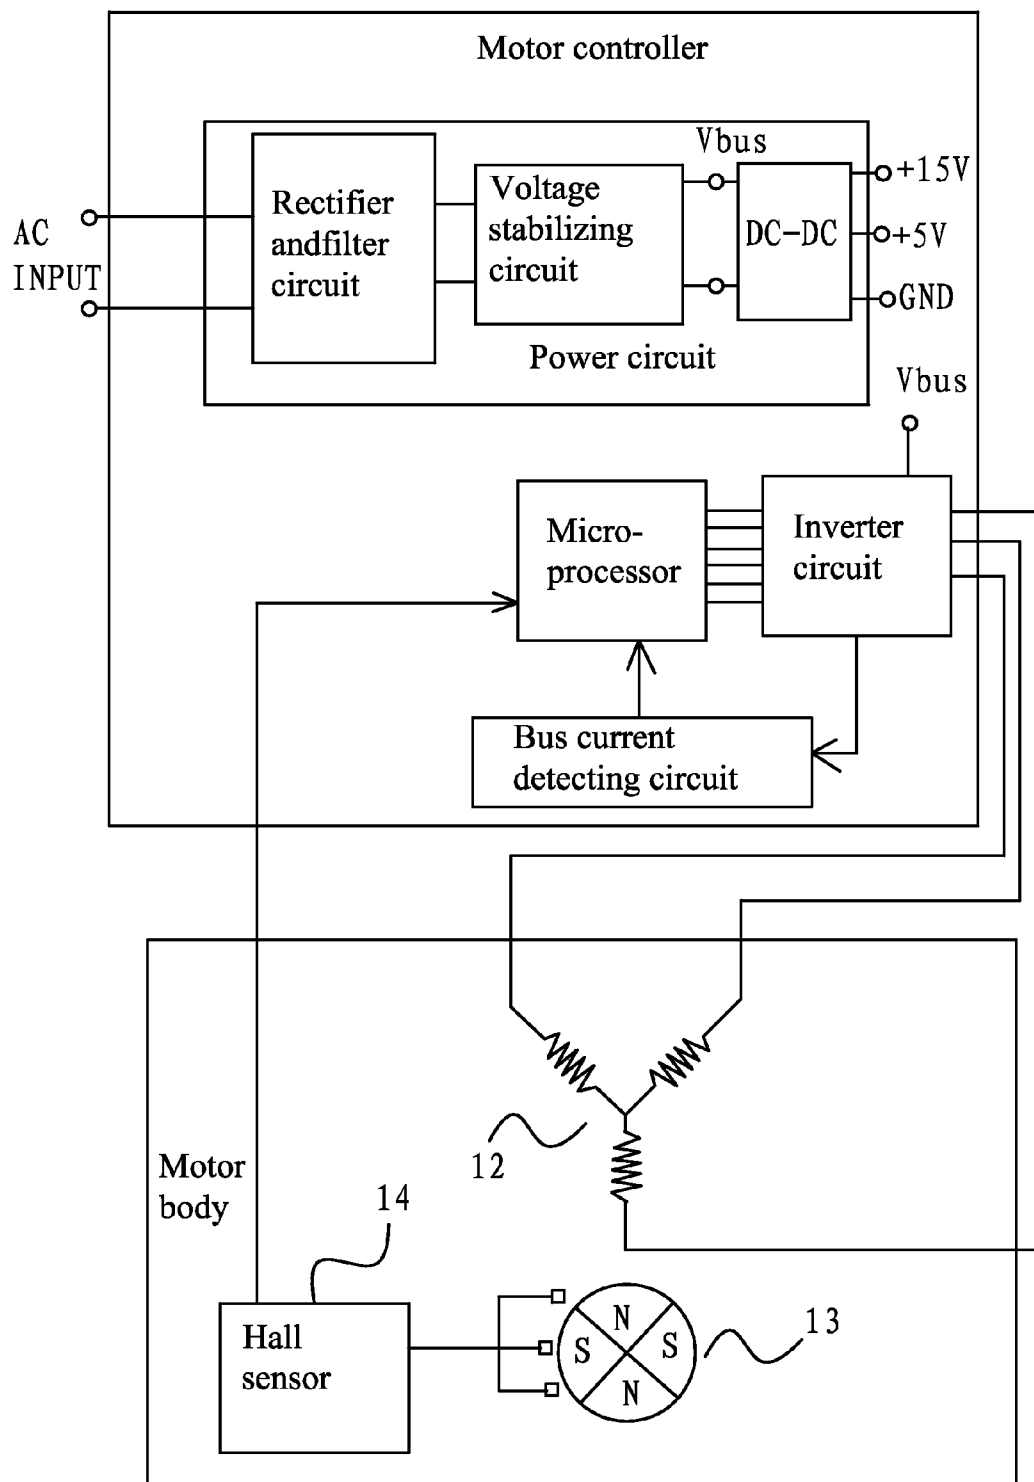 Motor controller
Vbus
+15V
Rectifier
andfilter
circuit
Voltage
stabilizing
circuit
DC-DC
+5V
AC
INPUT
GND
Power circuit
Vbus
Micro-
processor
Inverter
circuit
Bus current
detecting circuit
12
Motor
body
14
13
Hall
sensor
N
S
S
N